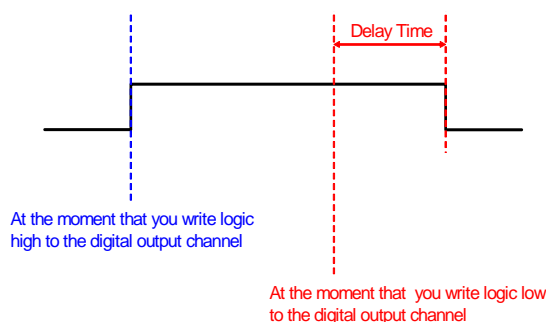 Delay Time
At the moment that you write logic
high to the digital output channel
At the moment that you write logic low
to the digital output channel